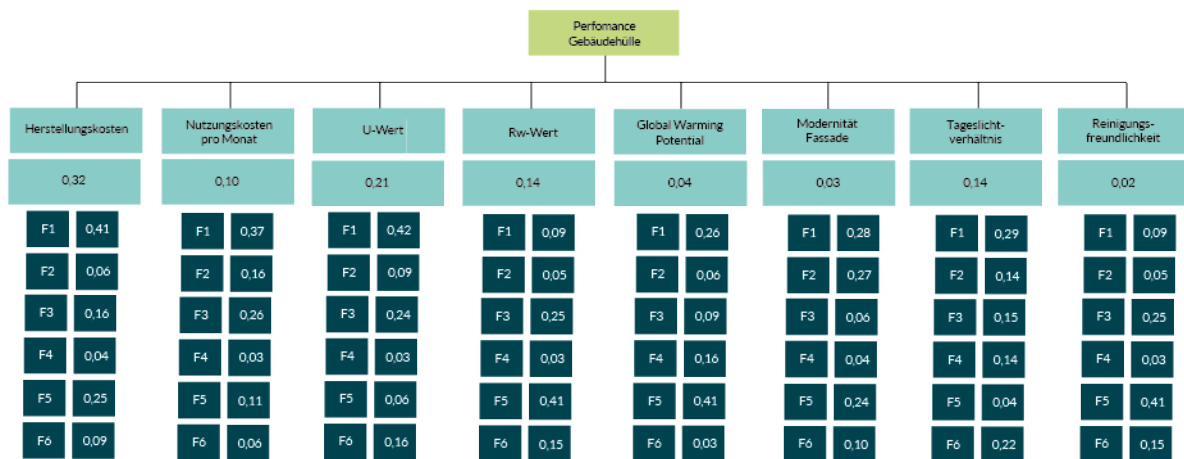 Perfomance
Gebäudehülle
Herstellungskosten
Nutzungskosten
pro Monat
U-Wert
Rw-Wert
Global Warming
Potential
Modernität
Fassade
Tageslicht-
verhältnis
Reinigungs-
freundlichkeit
0,32 0,10 0,21 0,14 0,04 0,03 0,14 0,02
F1 0,41 F1 0,37 F1 0,42 F1 0,09 F1 0,26 F1 0,28 F1 0,29 F1 0,09
F2 0,06 F2 0,16 F2 0,09 F2 0,05 F2 0,06 F2 0,27 F2 0,14 F2 0,05
F3 0,16 F3 0,26 F3 0,24 F3 0,25 F3 0,09 F3 0,06 F3 0,15 F3 0,25
F4 0,04 F4 0,03 F4 0,03 F4 0,03 F4 0,16 F4 0,04 F4 0,14 F4 0,03
F5 0,25 F5 0,11 F5 0,06 F5 0,41 F5 0,41 F5 0,24 F5 0,04 F5 0,41
F6 0,09 F6 0,06 F6 0,16 F6 0,15 F6 0,03 F6 0,10 F6 0,22 F6 0,15